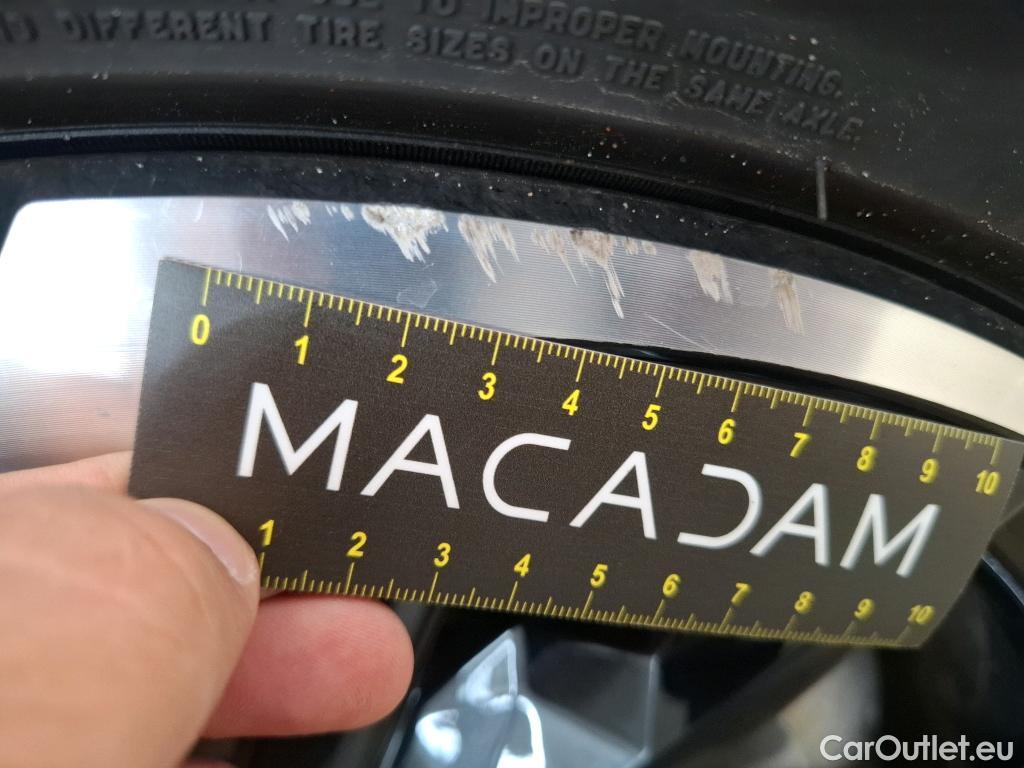 TO IMPROPER MOUNTING.
DIFFERENT TIRE SIZES ON THE SAME AXLE.
0 1 2 3 4 5 6 7 8 9 10
MACADAM
1 2 3 4 5 6 7 8 9 10
CarOutlet.eu